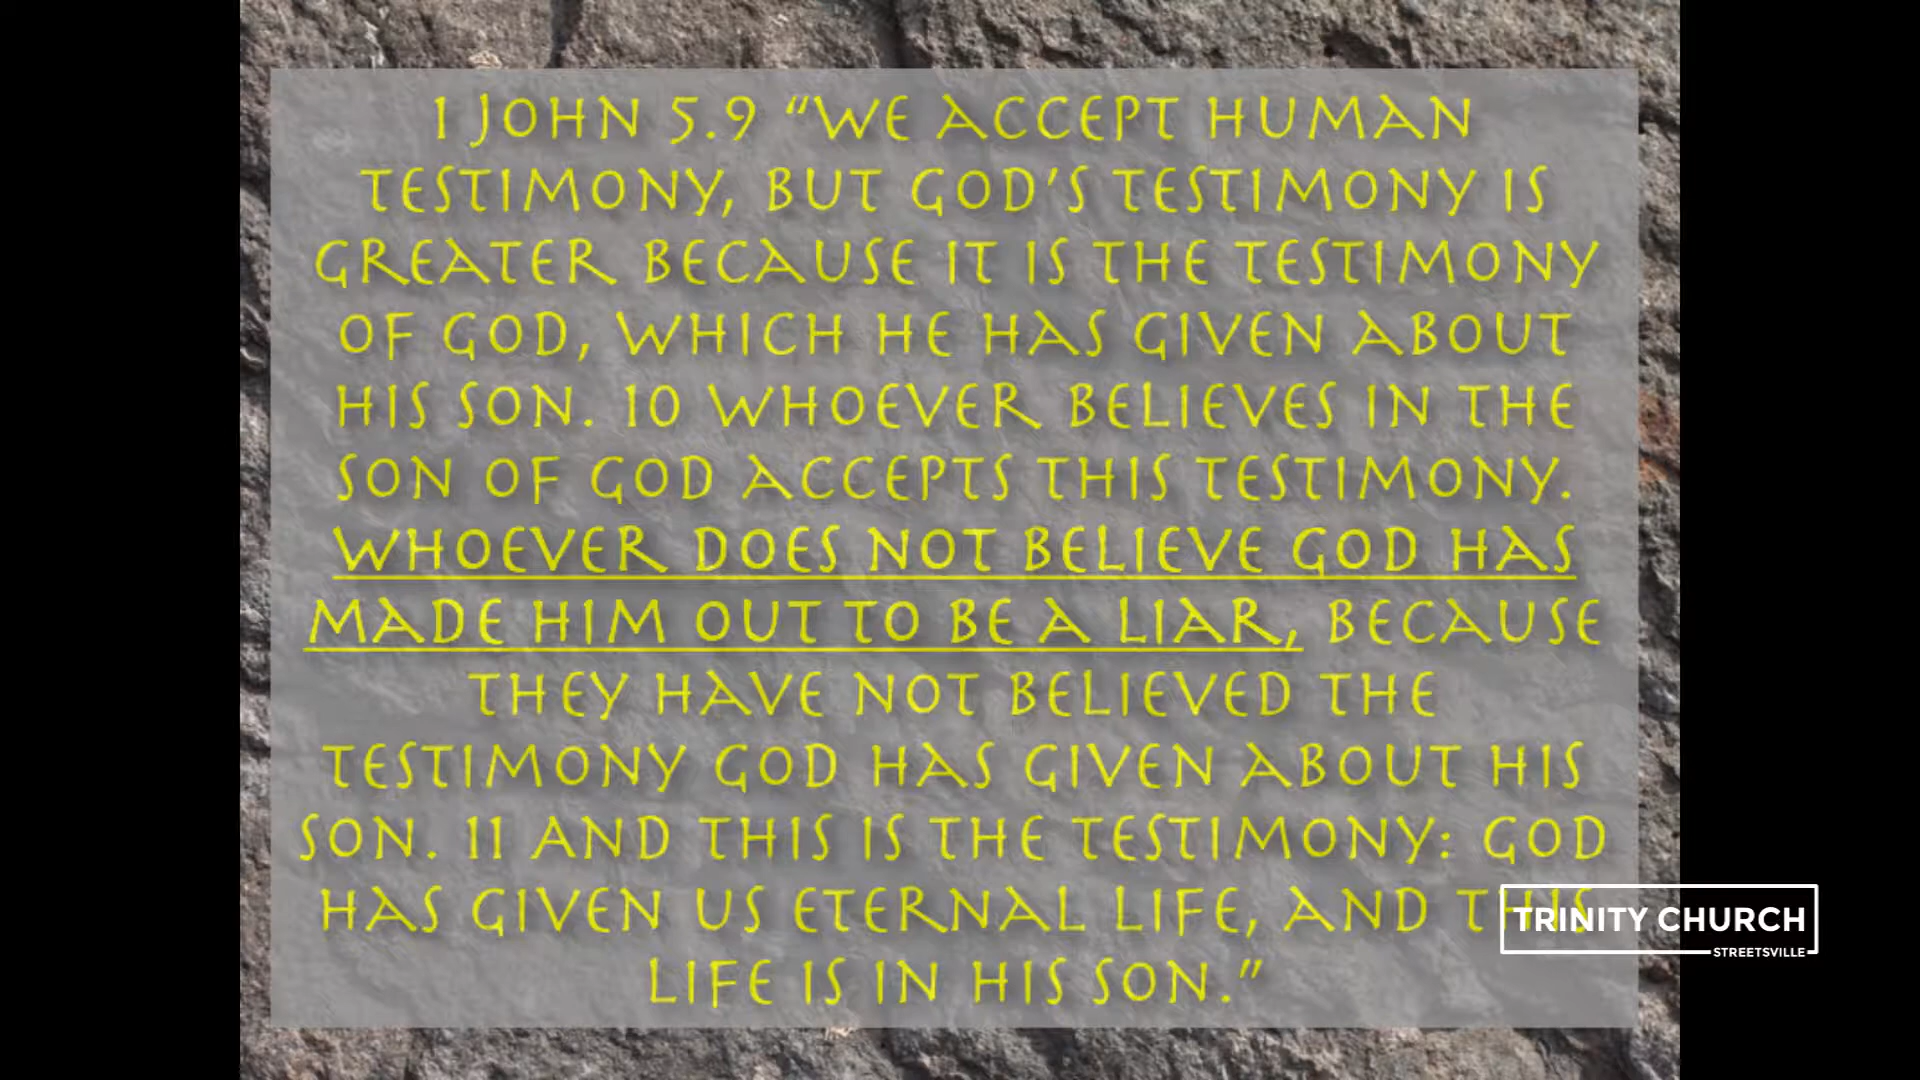 1 JOHN 5.9 “WE ACCEPT HUMAN
TESTIMONY, BUT GOD’S TESTIMONY IS
GREATER BECAUSE IT IS THE TESTIMONY
OF GOD, WHICH HE HAS GIVEN ABOUT
HIS SON. 10 WHOEVER BELIEVES IN THE
SON OF GOD ACCEPTS THIS TESTIMONY.
WHOEVER DOES NOT BELIEVE GOD HAS
MADE HIM OUT TO BE A LIAR, BECAUSE
THEY HAVE NOT BELIEVED THE
TESTIMONY GOD HAS GIVEN ABOUT HIS
SON. 11 AND THIS IS THE TESTIMONY: GOD
HAS GIVEN US ETERNAL LIFE, AND THIS
LIFE IS IN HIS SON.”
TRINITY CHURCH
STREETSVILLE